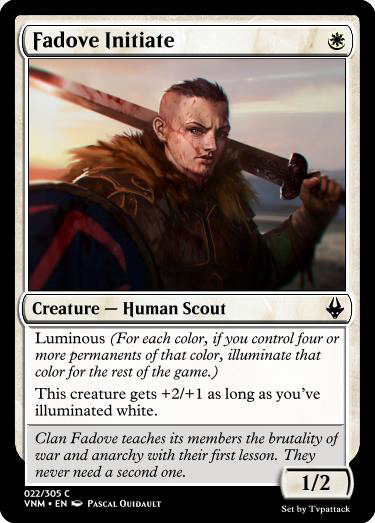 Fadove Initiate
Creature — Human Scout
Luminous (For each color, if you control four or
more permanents of that color, illuminate that
color for the rest of the game.)
This creature gets +2/+1 as long as you've
illuminated white.
Clan Fadove teaches its members the brutality of
war and anarchy with their first lesson. They
never need a second one.
1/2
022/305 C
VNM • EN Pascal Quidault
Set by Tvpattack